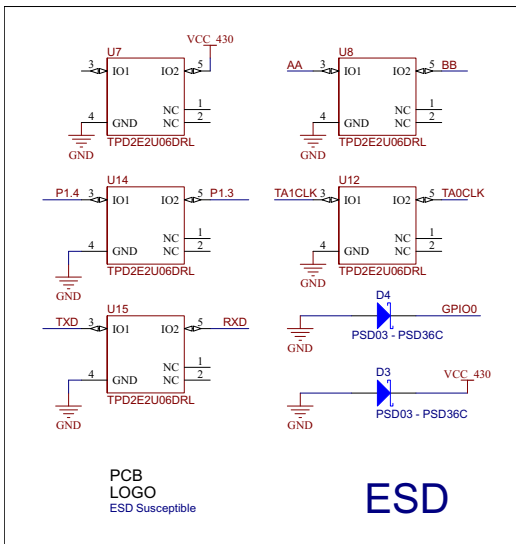 U7
VCC_430
3 IO1 IO2 5
NC 1
4 GND NC 2
GND
TPD2E2U06DRL
U8
AA 3 IO1 IO2 5 BB
NC 1
4 GND NC 2
GND
TPD2E2U06DRL
U14
P1.4 3 IO1 IO2 5 P1.3
NC 1
4 GND NC 2
GND
TPD2E2U06DRL
U12
TA1CLK 3 IO1 IO2 5 TA0CLK
NC 1
4 GND NC 2
GND
TPD2E2U06DRL
U15
TXD 3 IO1 IO2 5 RXD
NC 1
4 GND NC 2
GND
TPD2E2U06DRL
D4
GPIO0
GND
PSD03 - PSD36C
D3
VCC_430
GND
PSD03 - PSD36C
PCB
LOGO
ESD Susceptible
ESD